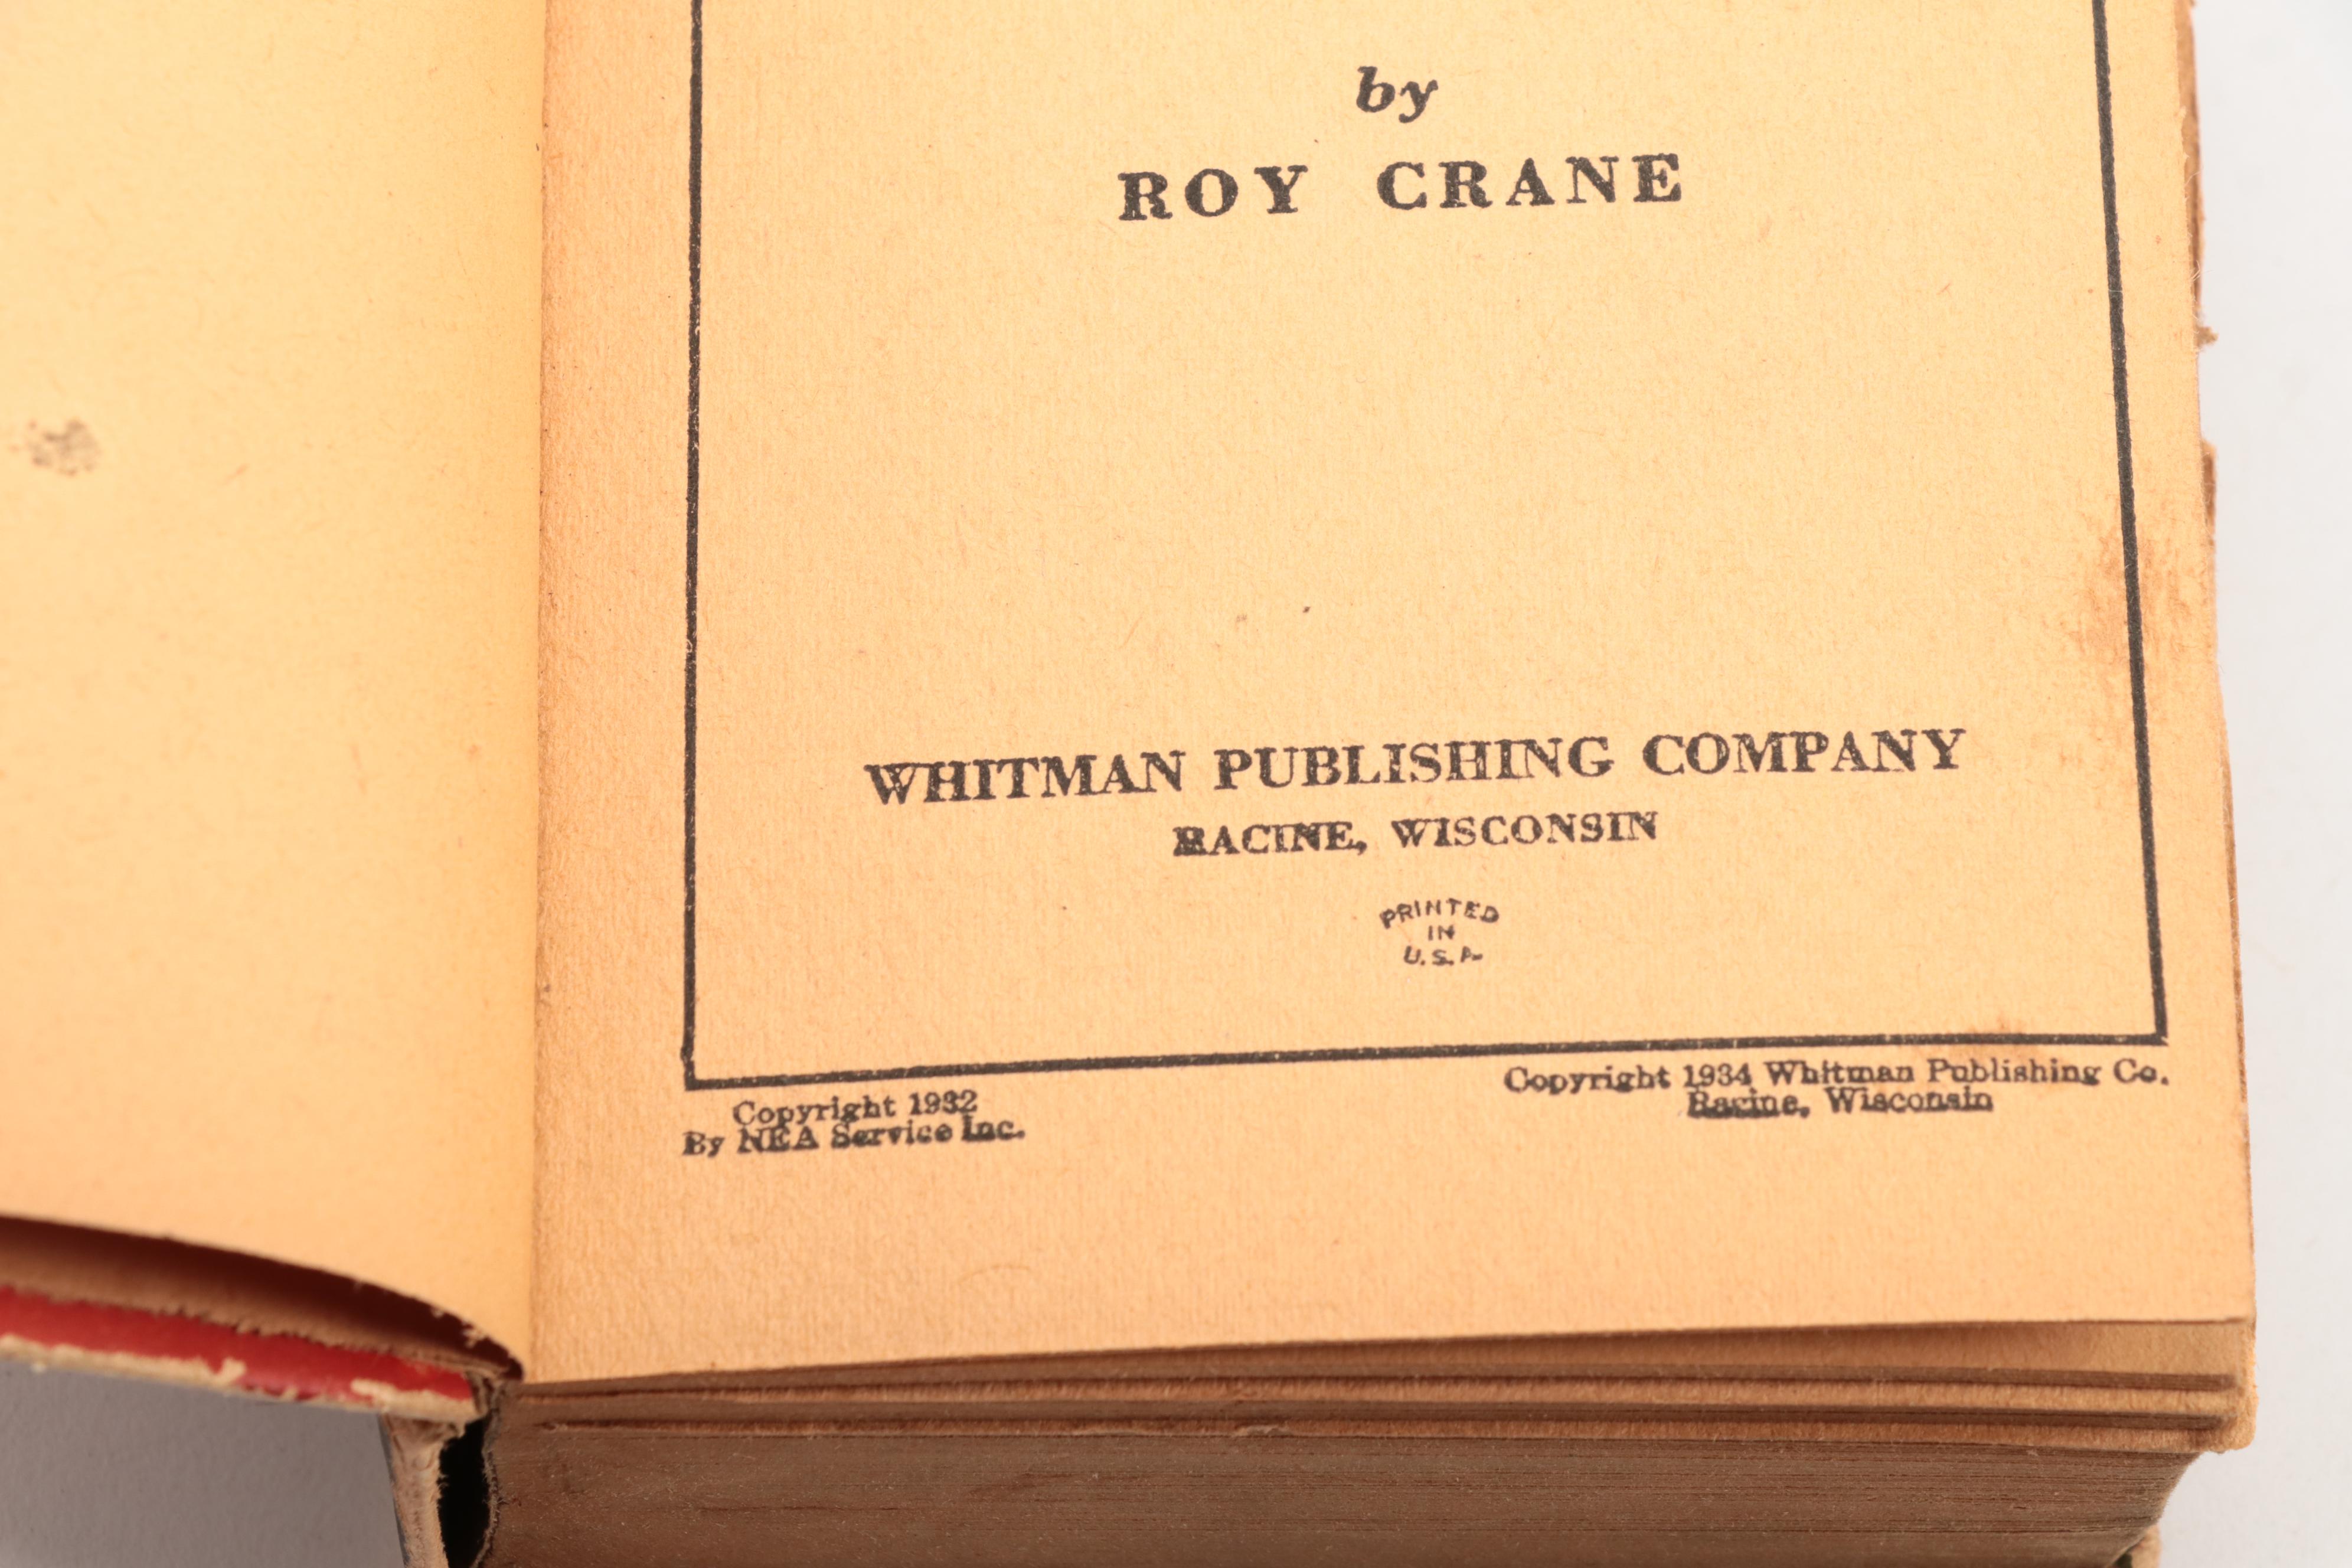 by
ROY CRANE
WHITMAN PUBLISHING COMPANY
RACINE, WISCONSIN
PRINTED
IN
U.S.A.
Copyright 1932
By NEA Service Inc.
Copyright 1934 Whitman Publishing Co.
Racine, Wisconsin